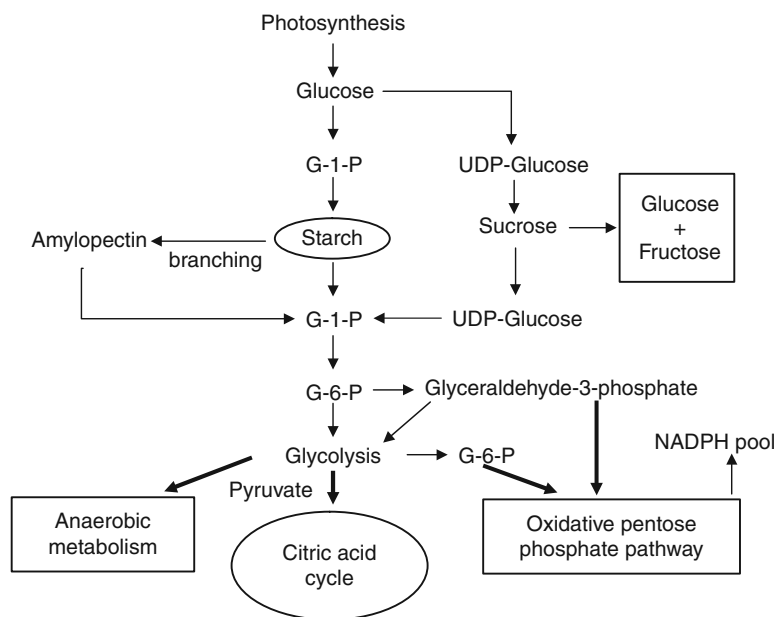 Photosynthesis
Glucose
G-1-P
UDP-Glucose
Glucose
+
Fructose
Amylopectin
Starch
Sucrose
branching
G-1-P
UDP-Glucose
G-6-P
Glyceraldehyde-3-phosphate
Glycolysis
G-6-P
NADPH pool
Pyruvate
Anaerobic
metabolism
Citric acid
cycle
Oxidative pentose
phosphate pathway